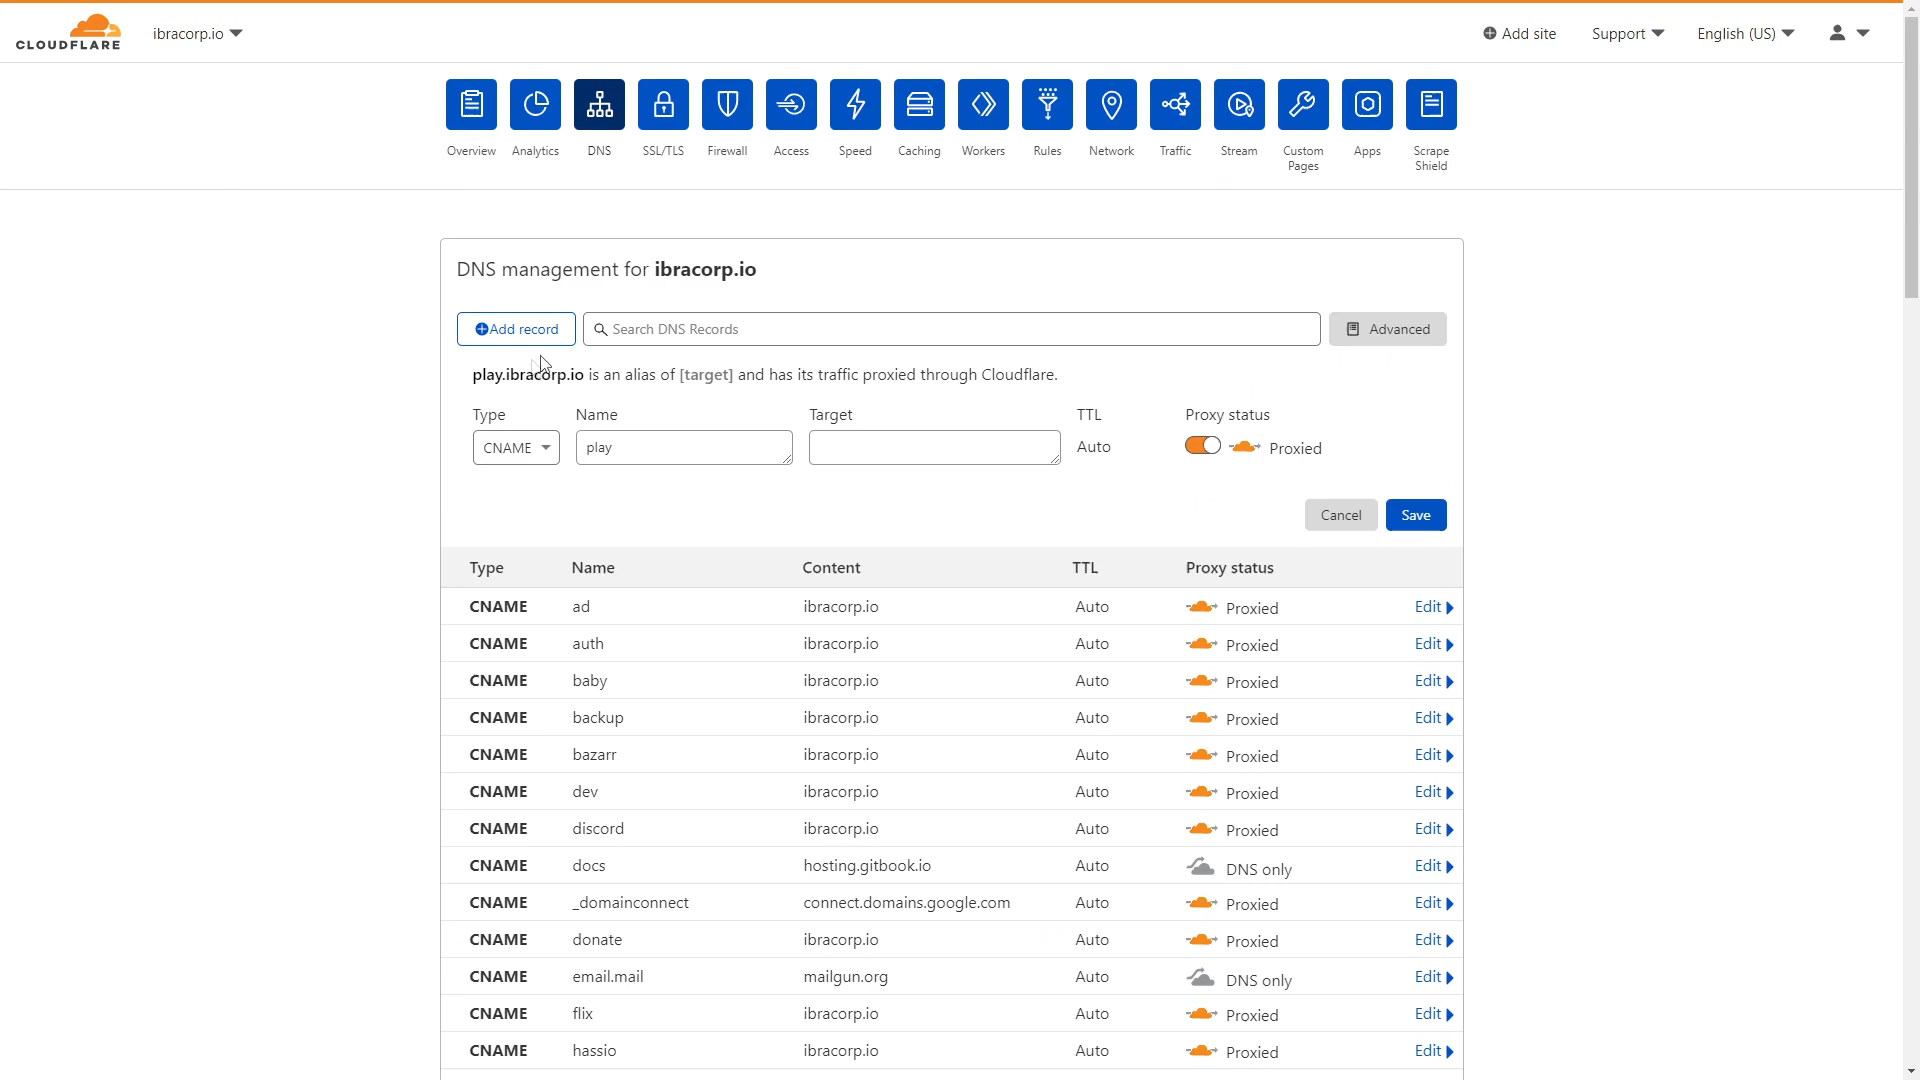 CLOUDFLARE
ibracorp.io
Add site
Support
English (US)
Overview
Analytics
DNS
SSL/TLS
Firewall
Access
Speed
Caching
Workers
Rules
Network
Traffic
Stream
Custom Pages
Apps
Scrape Shield
DNS management for ibracorp.io
Add record
Search DNS Records
Advanced
play.ibracorp.io is an alias of [target] and has its traffic proxied through Cloudflare.
Type Name Target TTL Proxy status
CNAME play Auto Proxied
Cancel Save
Type Name Content TTL Proxy status
CNAME ad ibracorp.io Auto Proxied Edit
CNAME auth ibracorp.io Auto Proxied Edit
CNAME baby ibracorp.io Auto Proxied Edit
CNAME backup ibracorp.io Auto Proxied Edit
CNAME bazarr ibracorp.io Auto Proxied Edit
CNAME dev ibracorp.io Auto Proxied Edit
CNAME discord ibracorp.io Auto Proxied Edit
CNAME docs hosting.gitbook.io Auto DNS only Edit
CNAME _domainconnect connect.domains.google.com Auto Proxied Edit
CNAME donate ibracorp.io Auto Proxied Edit
CNAME email.mail mailgun.org Auto DNS only Edit
CNAME flix ibracorp.io Auto Proxied Edit
CNAME hassio ibracorp.io Auto Proxied Edit